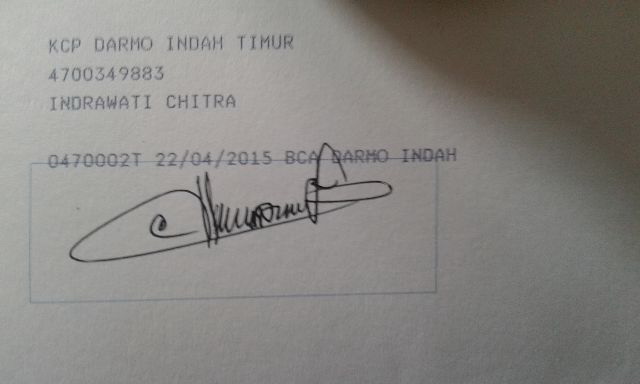 KCP DARMO INDAH TIMUR
4700349883
INDRAWATI CHITRA
0470002T 22/04/2015 BCA DARMO INDAH